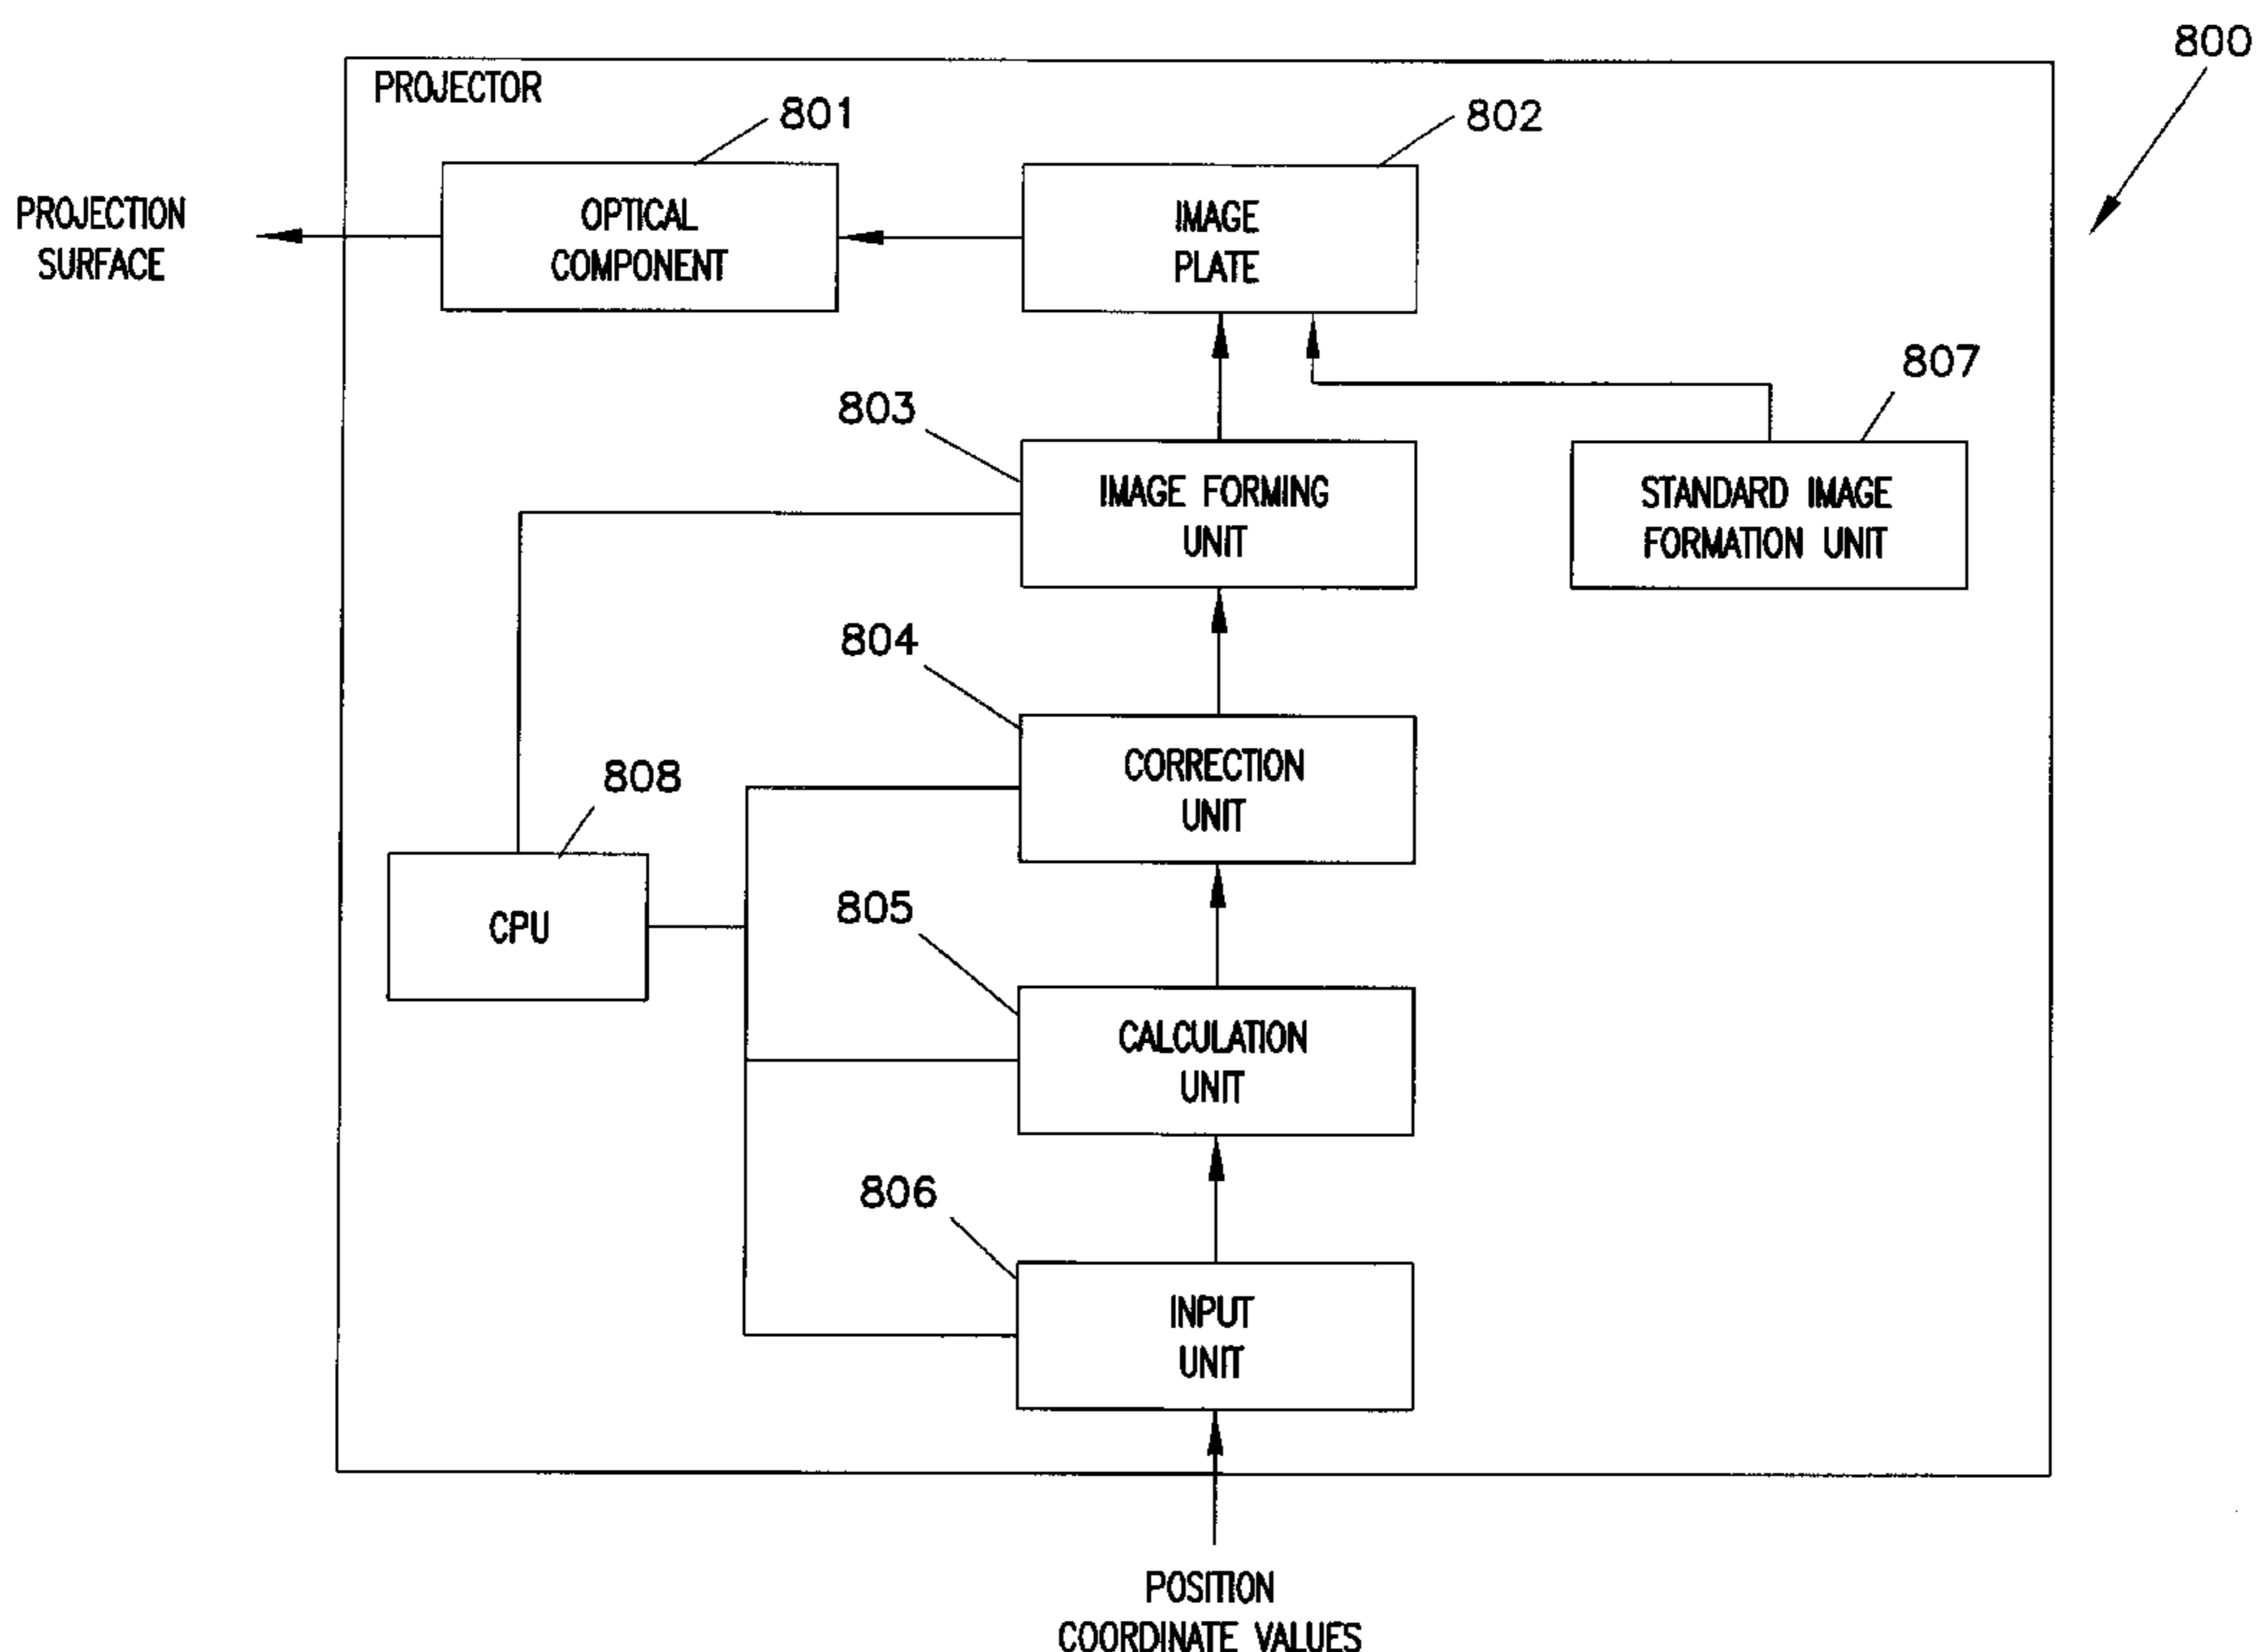 800
PROJECTOR
801
802
PROJECTION
SURFACE
OPTICAL
COMPONENT
IMAGE
PLATE
807
803
IMAGE FORMING
UNIT
STANDARD IMAGE
FORMATION UNIT
804
CORRECTION
UNIT
808
CPU
805
CALCULATION
UNIT
806
INPUT
UNIT
POSITION
COORDINATE VALUES